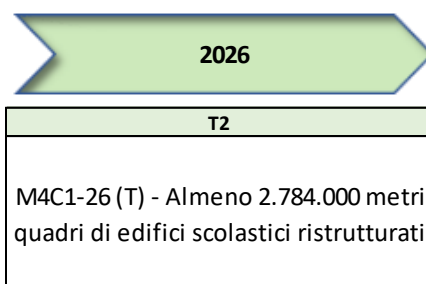 2026
T2
M4C1-26 (T) - Almeno 2.784.000 metri
quadri di edifici scolastici ristrutturati